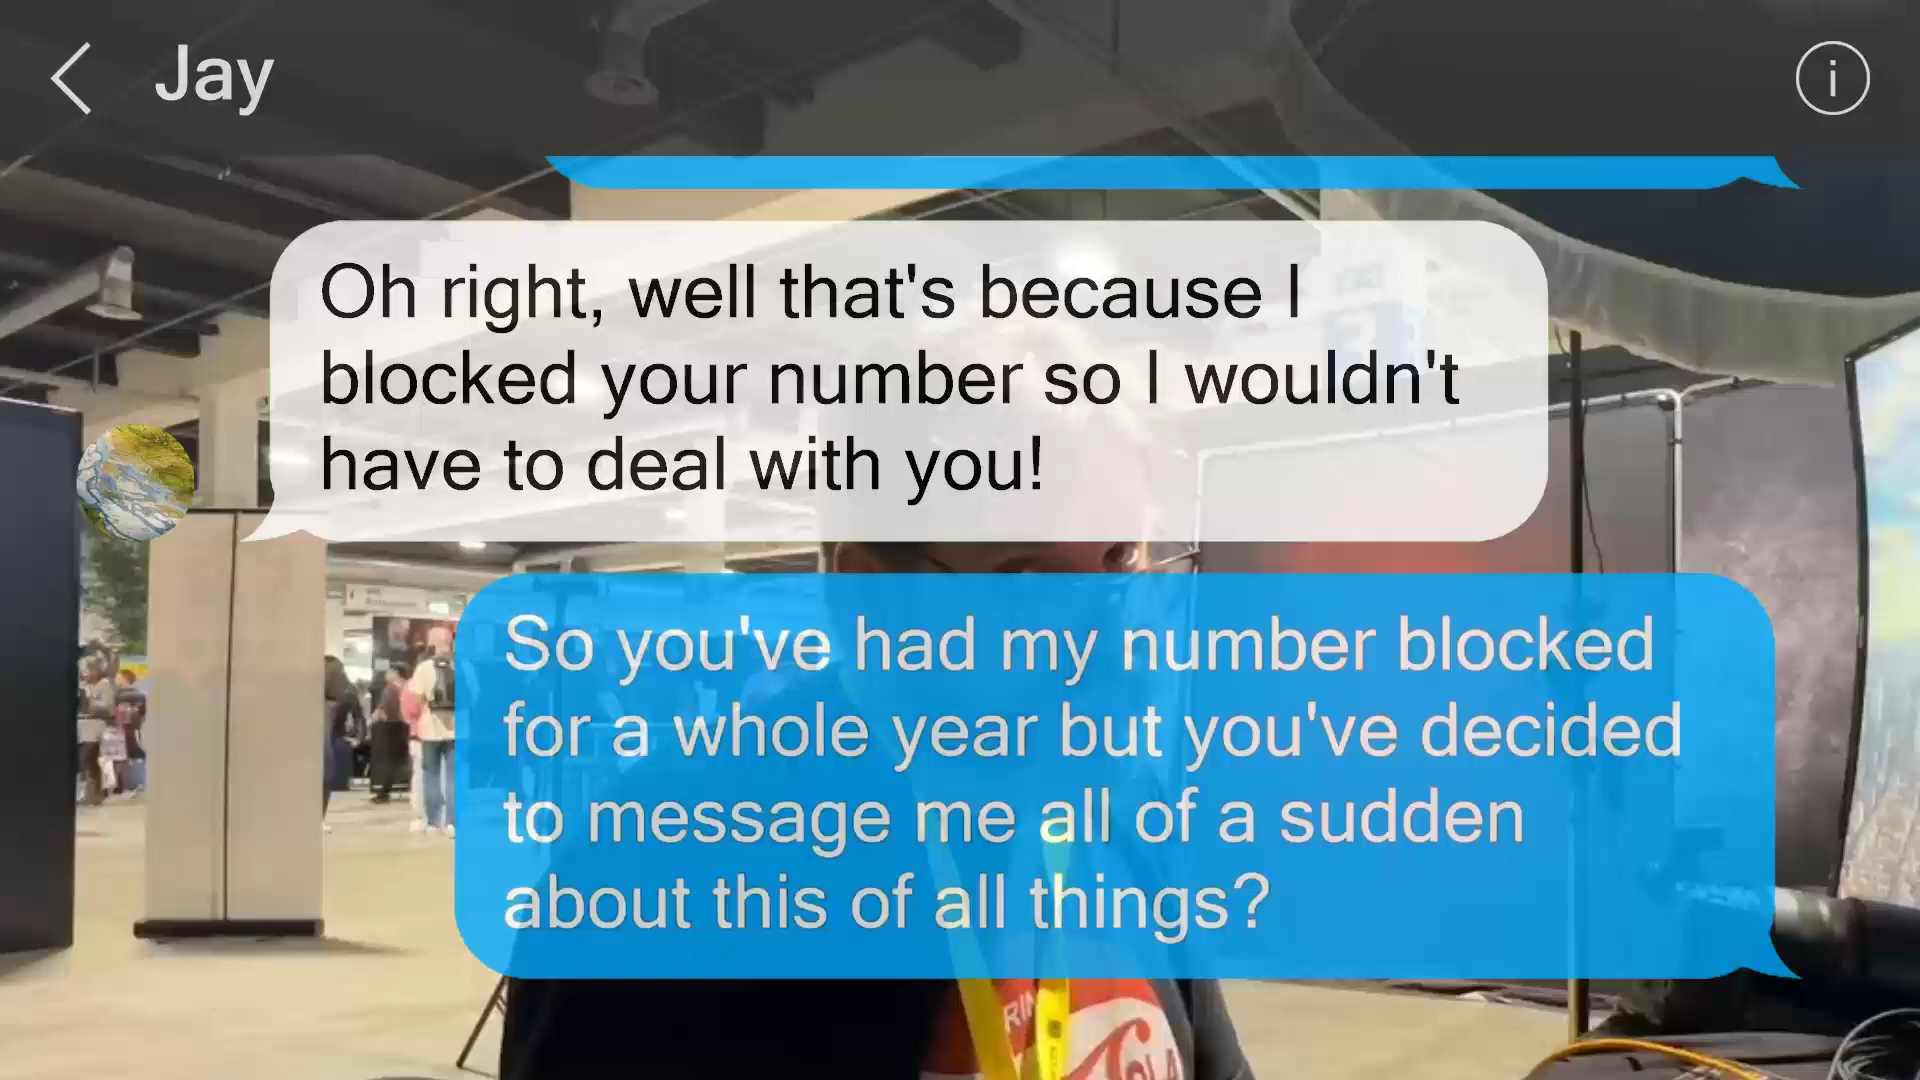 Jay
Oh right, well that's because I
blocked your number so I wouldn't
have to deal with you!
So you've had my number blocked
for a whole year but you've decided
to message me all of a sudden
about this of all things?